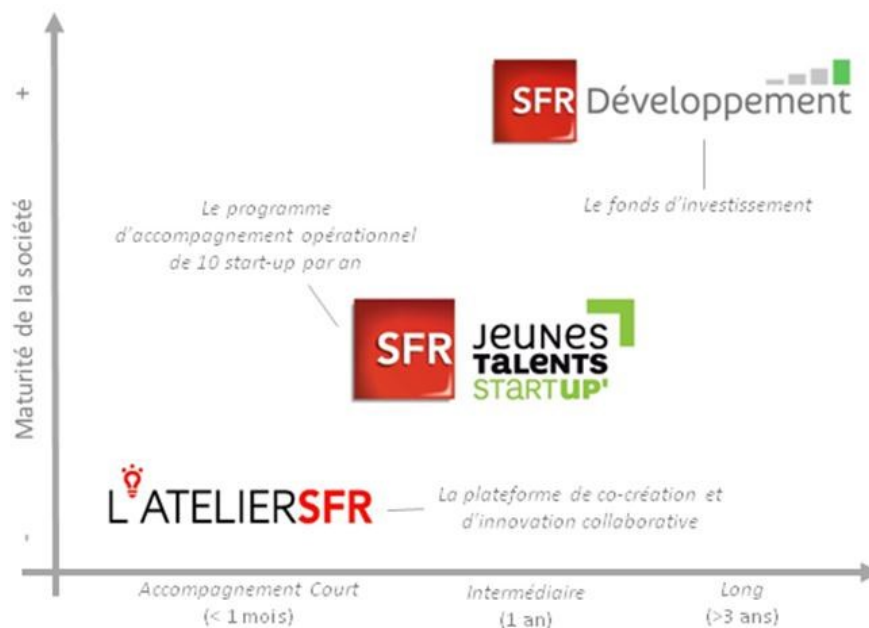 +
Maturité de la société
-
SFR Développement
Le fonds d'investissement
Le programme
d'accompagnement opérationnel
de 10 start-up par an
SFR
JEUNES
TALENTS
STARTUP'
L'ATELIERSFR
La plateforme de co-création et
d'innovation collaborative
Accompagnement Court
(< 1 mois)
Intermédiaire
(1 an)
Long
(>3 ans)